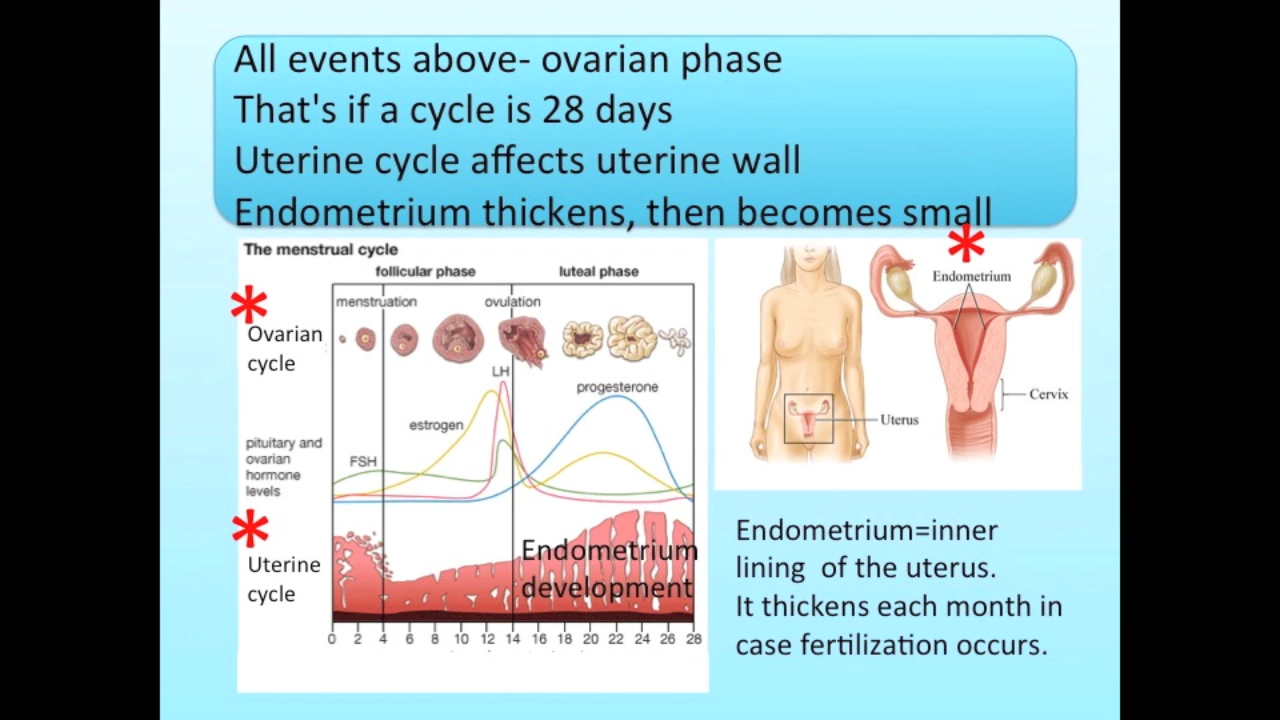 All events above- ovarian phase
That's if a cycle is 28 days
Uterine cycle affects uterine wall
Endometrium thickens, then becomes small
The menstrual cycle
follicular phase
luteal phase
menstruation
ovulation
*
Ovarian
cycle
LH
progesterone
estrogen
pituitary and
ovarian
hormone
levels
FSH
*
Uterine
cycle
Endometrium
development
0 2 4 6 8 10 12 14 16 18 20 22 24 26 28
*
Endometrium
Cervix
Uterus
Endometrium=inner
lining of the uterus.
It thickens each month in
case fertilization occurs.